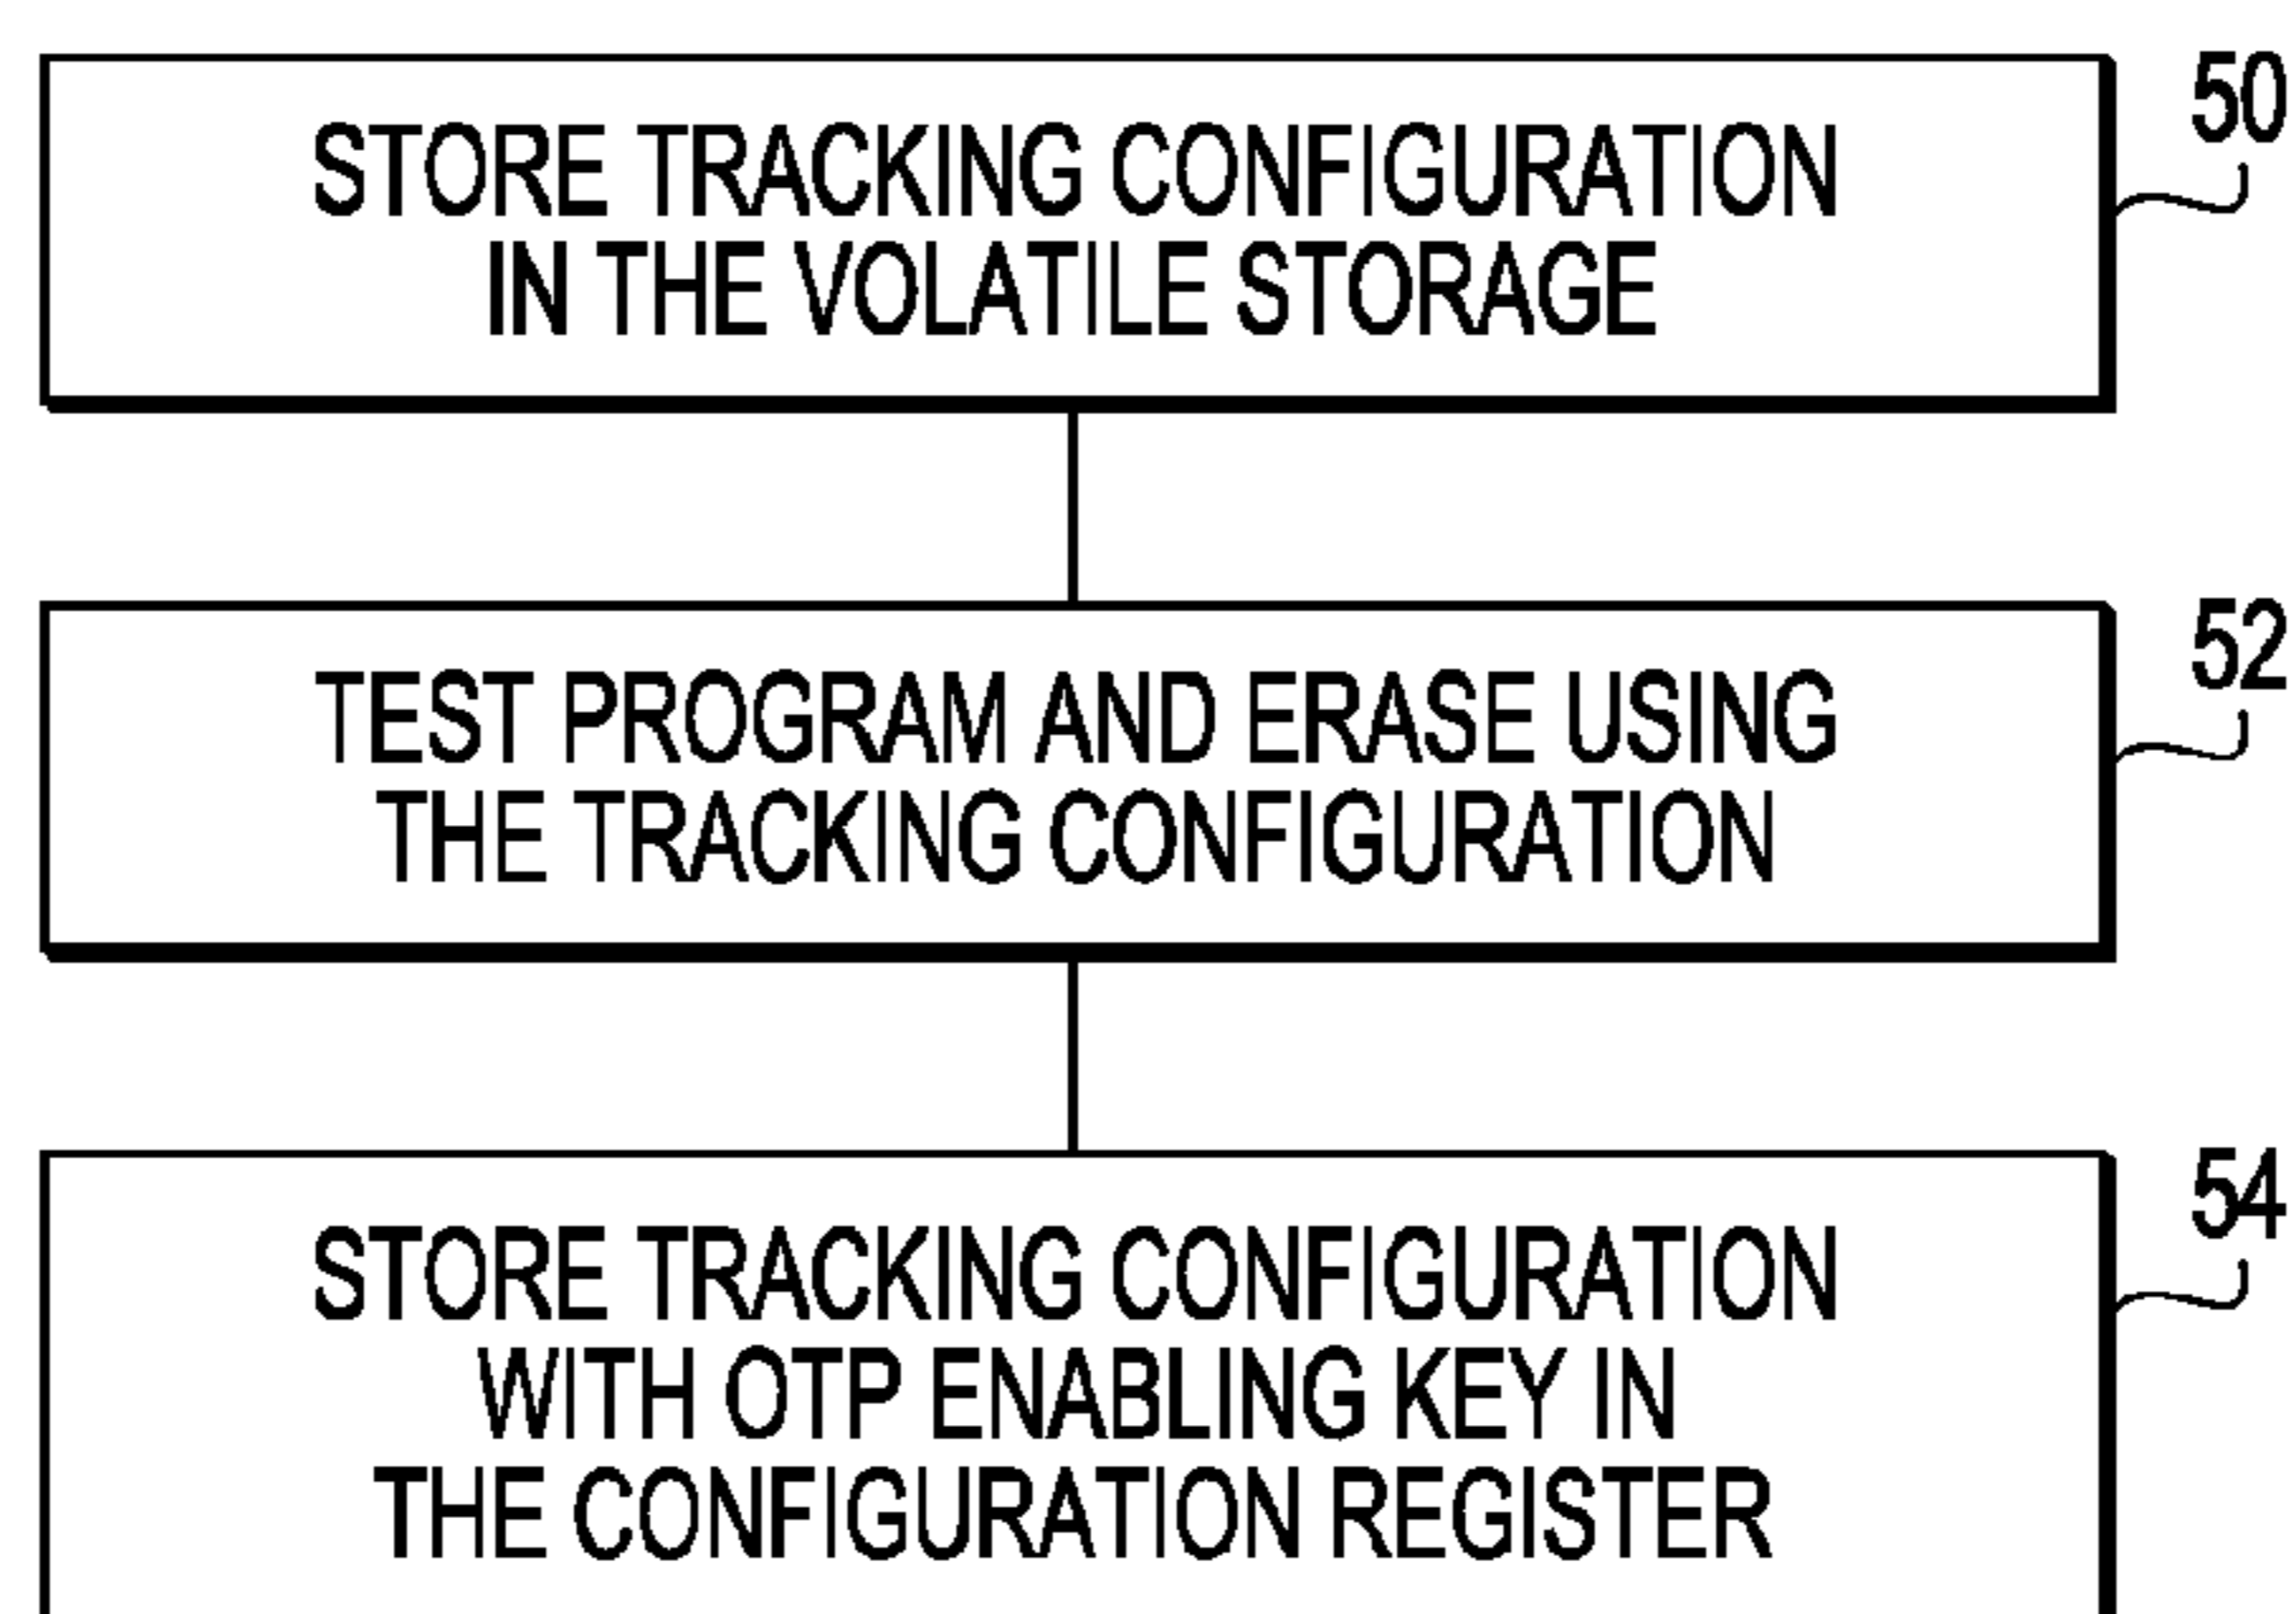 50
STORE TRACKING CONFIGURATION
IN THE VOLATILE STORAGE
52
TEST PROGRAM AND ERASE USING
THE TRACKING CONFIGURATION
54
STORE TRACKING CONFIGURATION
WITH OTP ENABLING KEY IN
THE CONFIGURATION REGISTER